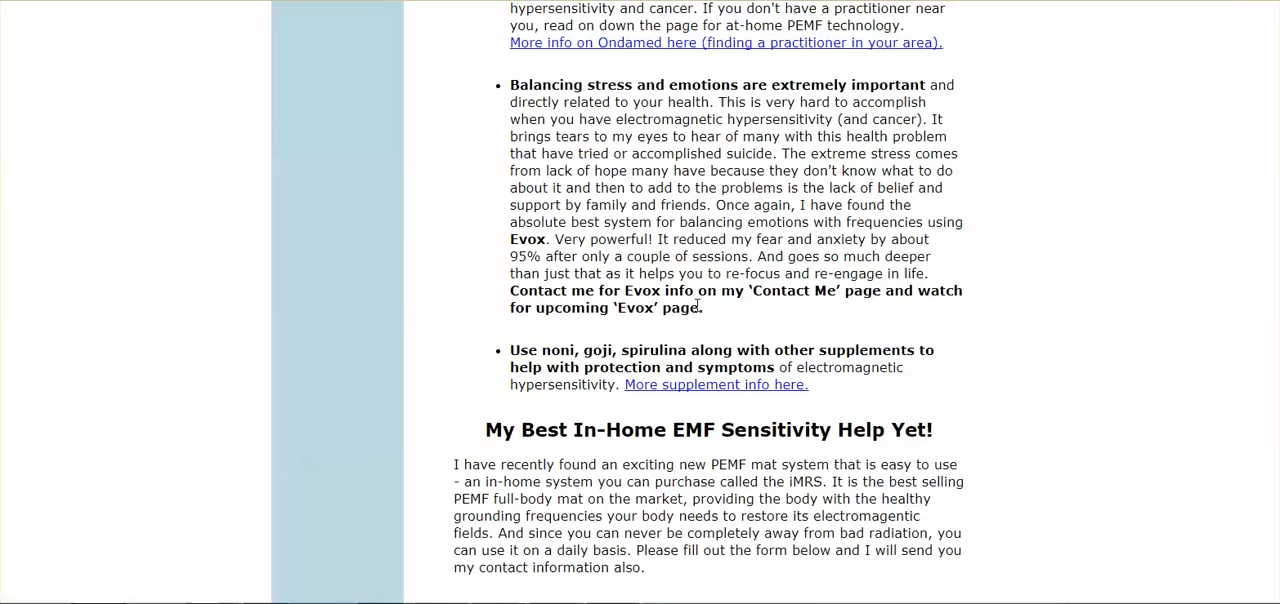 hypersensitivity and cancer. If you don't have a practitioner near
you, read on down the page for at-home PEMF technology.
More info on Ondamed here (finding a practitioner in your area).
• Balancing stress and emotions are extremely important and
directly related to your health. This is very hard to accomplish
when you have electromagnetic hypersensitivity (and cancer). It
brings tears to my eyes to hear of many with this health problem
that have tried or accomplished suicide. The extreme stress comes
from lack of hope many have because they don't know what to do
about it and then to add to the problems is the lack of belief and
support by family and friends. Once again, I have found the
absolute best system for balancing emotions with frequencies using
Evox. Very powerful! It reduced my fear and anxiety by about
95% after only a couple of sessions. And goes so much deeper
than just that as it helps you to re-focus and re-engage in life.
Contact me for Evox info on my ‘Contact Me’ page and watch
for upcoming ‘Evox’ page.
• Use noni, goji, spirulina along with other supplements to
help with protection and symptoms of electromagnetic
hypersensitivity. More supplement info here.
My Best In-Home EMF Sensitivity Help Yet!
I have recently found an exciting new PEMF mat system that is easy to use
- an in-home system you can purchase called the iMRS. It is the best selling
PEMF full-body mat on the market, providing the body with the healthy
grounding frequencies your body needs to restore its electromagentic
fields. And since you can never be completely away from bad radiation, you
can use it on a daily basis. Please fill out the form below and I will send you
my contact information also.